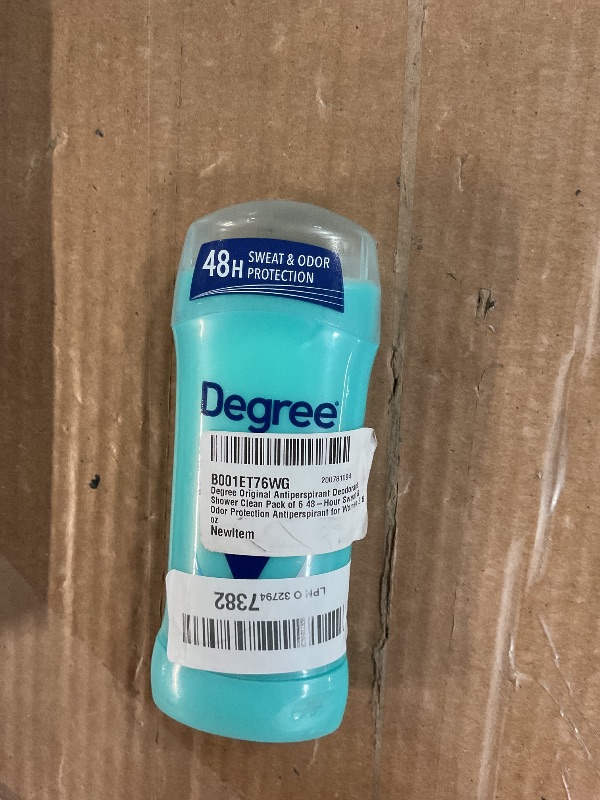 48H SWEAT & ODOR
PROTECTION
Degree
B001ET76WG
Degree Original Antiperspirant Deodorant
Shower Clean Pack of 6 48-Hour Sweat &
Odor Protection Antiperspirant for
oz
NewItem
LPN O 32794
7382